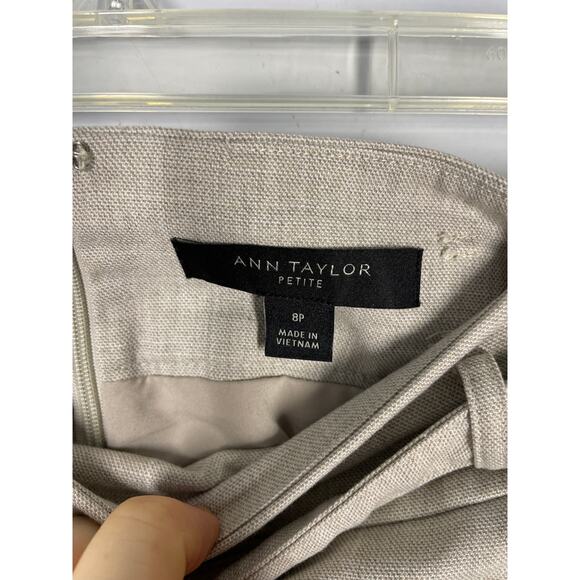 ANN TAYLOR
PETITE
8P
MADE IN
VIETNAM